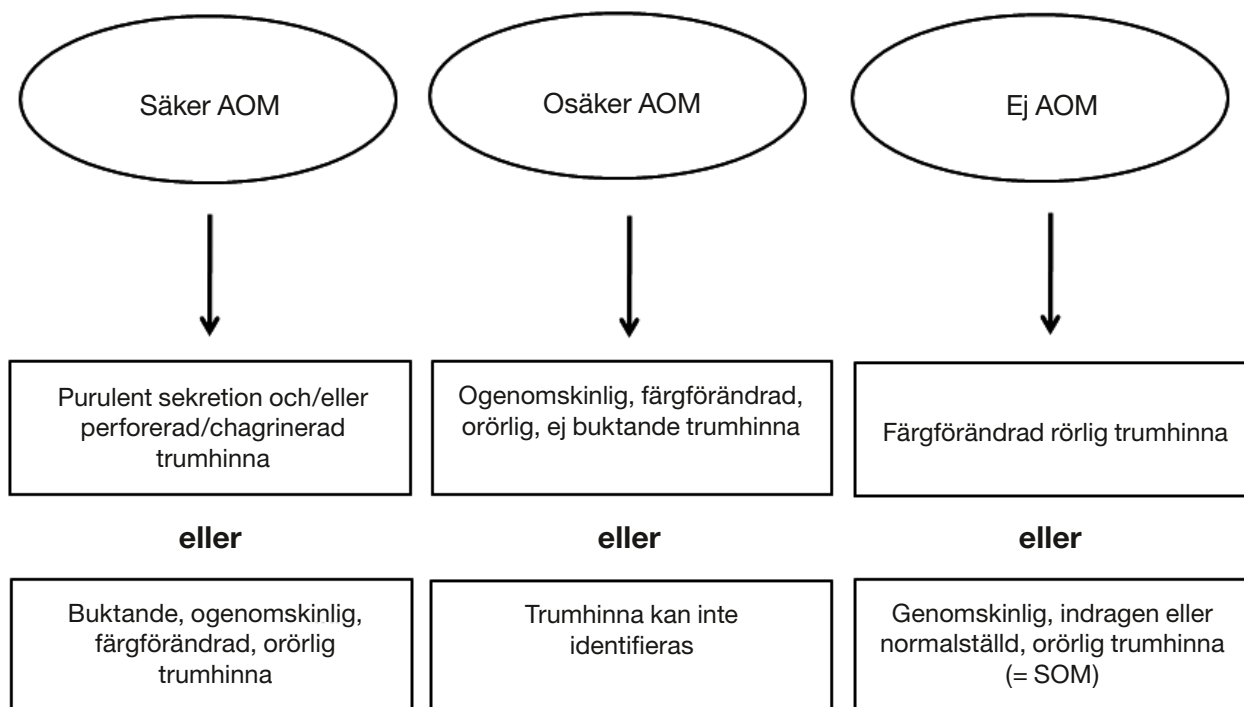 Säker AOM
Osäker AOM
Ej AOM
Purulent sekretion och/eller
perforerad/chagrinerad
trumhinna
Ogenomskinlig, färgförändrad,
orörlig, ej buktande trumhinna
Färgförändrad rörlig trumhinna
eller
eller
eller
Buktande, ogenomskinlig,
färgförändrad, orörlig
trumhinna
Trumhinna kan inte
identifieras
Genomskinlig, indragen eller
normalställd, orörlig trumhinna
(= SOM)